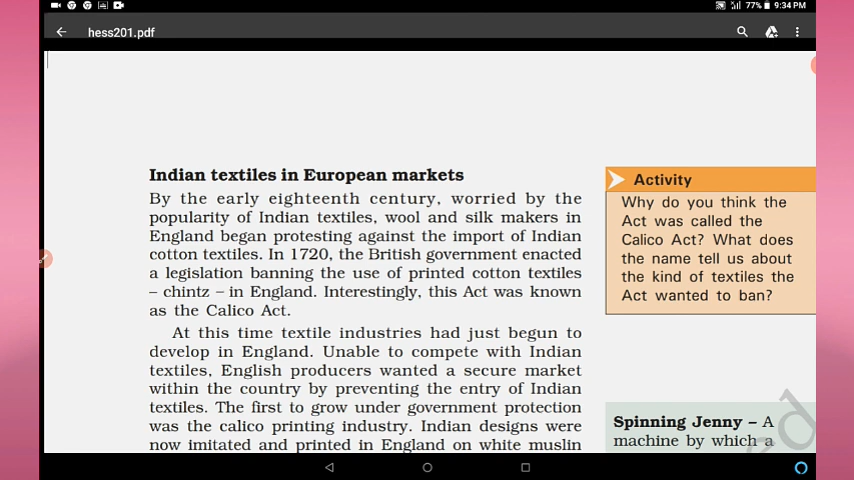 77% 9:34 PM
hess201.pdf
Indian textiles in European markets
By the early eighteenth century, worried by the
popularity of Indian textiles, wool and silk makers in
England began protesting against the import of Indian
cotton textiles. In 1720, the British government enacted
a legislation banning the use of printed cotton textiles
– chintz – in England. Interestingly, this Act was known
as the Calico Act.
At this time textile industries had just begun to
develop in England. Unable to compete with Indian
textiles, English producers wanted a secure market
within the country by preventing the entry of Indian
textiles. The first to grow under government protection
was the calico printing industry. Indian designs were
now imitated and printed in England on white muslin
Activity
Why do you think the
Act was called the
Calico Act? What does
the name tell us about
the kind of textiles the
Act wanted to ban?
Spinning Jenny – A
machine by which a